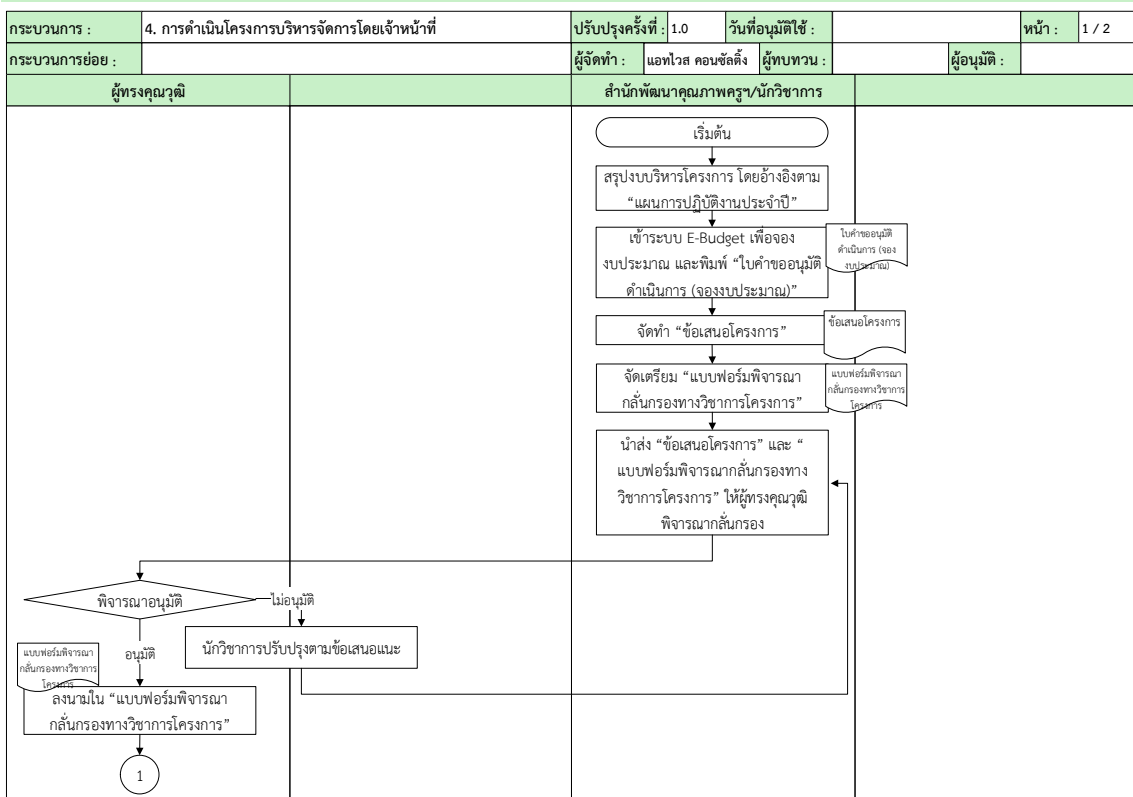 กระบวนการ : 4. การดำเนินโครงการบริหารจัดการโดยเจ้าหน้าที่ ปรับปรุงครั้งที่ : 1.0 วันที่อนุมัติใช้ : หน้า : 1 / 2
กระบวนการย่อย : ผู้จัดทำ : แอทไวส คอนซัลติ้ง ผู้ทบทวน : ผู้อนุมัติ :
ผู้ทรงคุณวุฒิ สำนักพัฒนาคุณภาพครูฯ/นักวิชาการ
เริ่มต้น
สรุปงบบริหารโครงการ โดยอ้างอิงตาม
“แผนการปฏิบัติงานประจำปี”
เข้าระบบ E-Budget เพื่อจอง
งบประมาณ และพิมพ์ “ใบคำขออนุมัติ
ดำเนินการ (จองงบประมาณ)”
ใบคำขออนุมัติ
ดำเนินการ (จอง
งบประมาณ)
จัดทำ “ข้อเสนอโครงการ”
ข้อเสนอโครงการ
จัดเตรียม “แบบฟอร์มพิจารณา
กลั่นกรองทางวิชาการโครงการ”
แบบฟอร์มพิจารณา
กลั่นกรองทางวิชาการ
โครงการ
นำส่ง “ข้อเสนอโครงการ” และ “
แบบฟอร์มพิจารณากลั่นกรองทาง
วิชาการโครงการ” ให้ผู้ทรงคุณวุฒิ
พิจารณากลั่นกรอง
พิจารณาอนุมัติ
ไม่อนุมัติ
นักวิชาการปรับปรุงตามข้อเสนอแนะ
อนุมัติ
แบบฟอร์มพิจารณา
กลั่นกรองทางวิชาการ
โครงการ
ลงนามใน “แบบฟอร์มพิจารณา
กลั่นกรองทางวิชาการโครงการ”
1